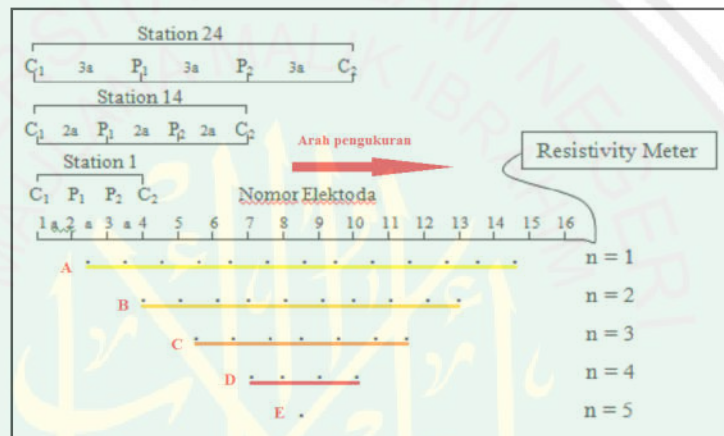 Station 24
C₁ 3a P₁ 3a P₂ 3a C₂
Station 14
C₁ 2a P₁ 2a P₂ 2a C₂
Arah pengukuran
Resistivity Meter
Station 1
C₁ P₁ P₂ C₂
Nomor Elektoda
1 a 2 a 3 a 4 5 6 7 8 9 10 11 12 13 14 15 16
A n = 1
B n = 2
C n = 3
D n = 4
E n = 5